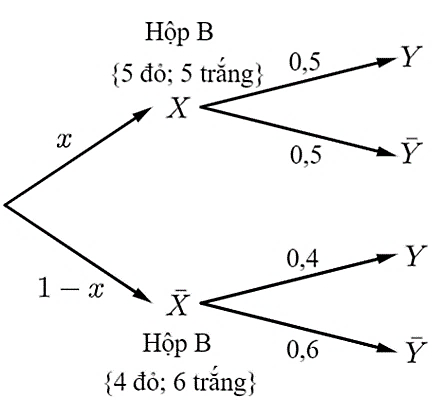 Hộp B
{5 đỏ; 5 trắng}
x
X
0,5
Y
0,5
Ȳ
1 − x
X̄
0,4
Y
0,6
Ȳ
Hộp B
{4 đỏ; 6 trắng}